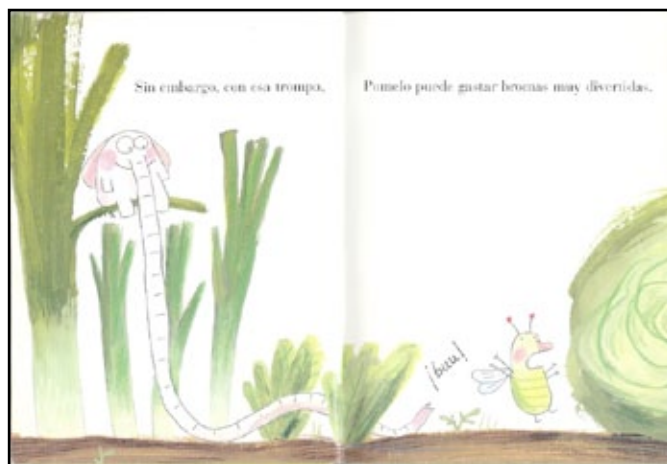 Sin embargo, con esa trompa,
Pomelo puede gastar bromas muy divertidas.
¡buu!